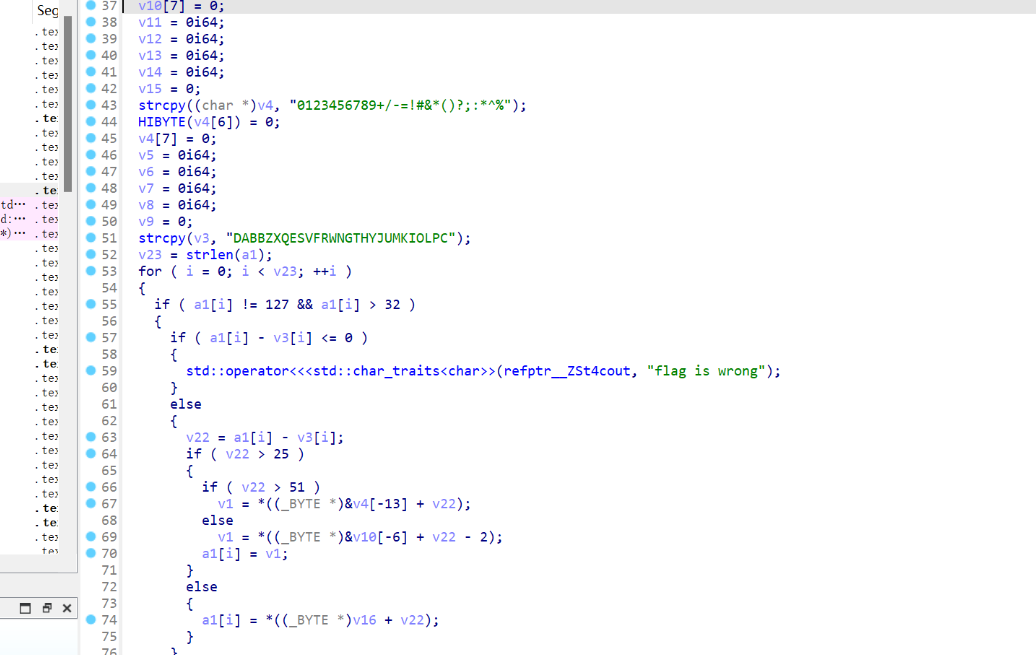 Seg
.tex
.tex
.tex
.tex
.tex
.tex
.te
.tex
.tex
.tex
.tex
.te
td… .tex
d:… .tex
*)… .tex
.tex
.tex
.tex
.tex
.tex
.tex
.tex
.te
.te
.tex
.tex
.tex
.tex
.tex
.tex
.tex
.tex
.tex
.te
.te
.tex
.tex
37 v10[7] = 0;
38 v11 = 0i64;
39 v12 = 0i64;
40 v13 = 0i64;
41 v14 = 0i64;
42 v15 = 0;
43 strcpy((char *)v4, "0123456789+/-=!#&*()?;:*^%");
44 HIBYTE(v4[6]) = 0;
45 v4[7] = 0;
46 v5 = 0i64;
47 v6 = 0i64;
48 v7 = 0i64;
49 v8 = 0i64;
50 v9 = 0;
51 strcpy(v3, "DABBZXQESVFRWNGTHYJUMKIOLPC");
52 v23 = strlen(a1);
53 for ( i = 0; i < v23; ++i )
54 {
55 if ( a1[i] != 127 && a1[i] > 32 )
56 {
57 if ( a1[i] - v3[i] <= 0 )
58 {
59 std::operator<<<std::char_traits<char>>(refptr__ZSt4cout, "flag is wrong");
60 }
61 else
62 {
63 v22 = a1[i] - v3[i];
64 if ( v22 > 25 )
65 {
66 if ( v22 > 51 )
67 v1 = *((_BYTE *)&v4[-13] + v22);
68 else
69 v1 = *((_BYTE *)&v10[-6] + v22 - 2);
70 a1[i] = v1;
71 }
72 else
73 {
74 a1[i] = *((_BYTE *)v16 + v22);
75 }
76 }